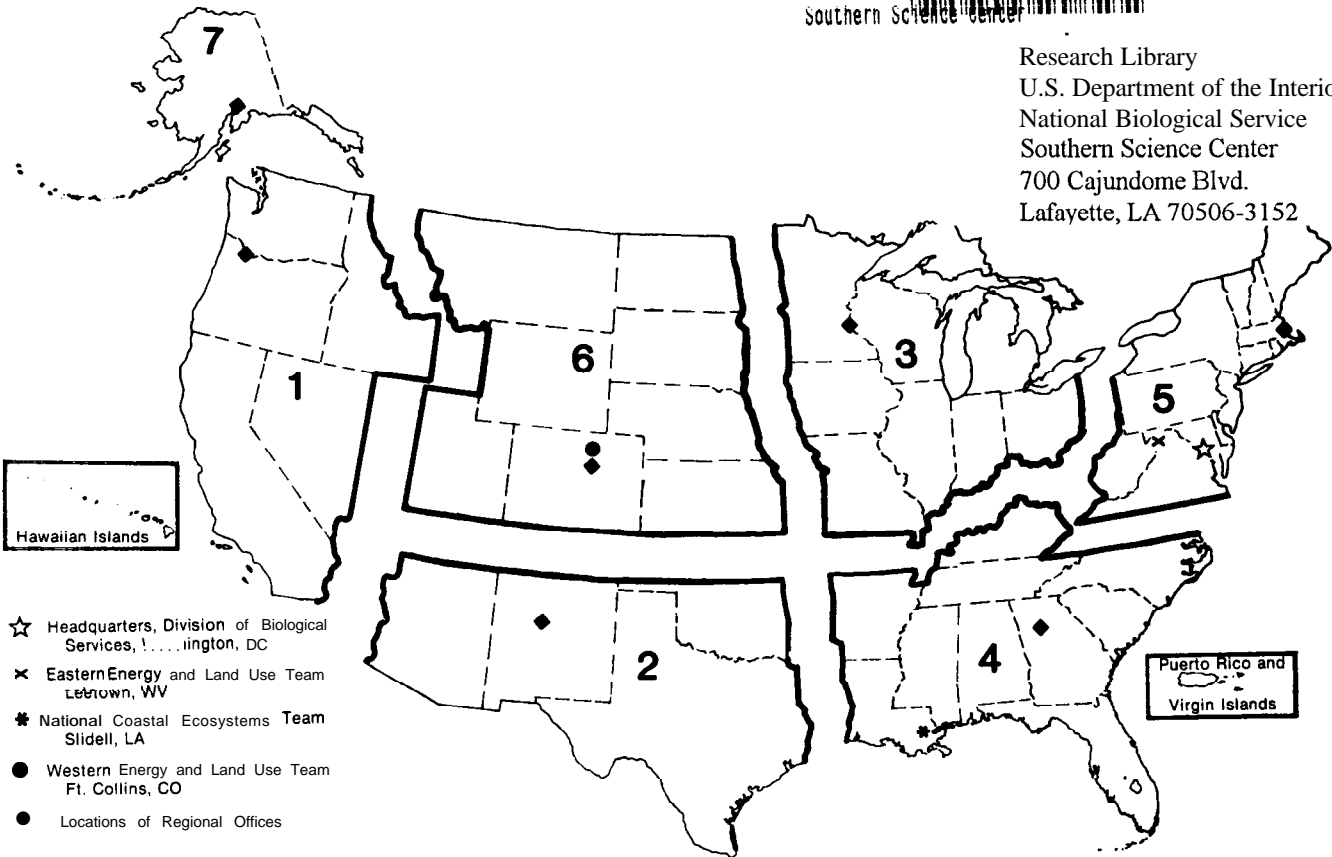 Southern Science Center
Research Library
U.S. Department of the Interio
National Biological Service
Southern Science Center
700 Cajundome Blvd.
Lafayette, LA 70506-3152
7
1
6
3
5
2
4
Hawaiian Islands
Puerto Rico and
Virgin Islands
Headquarters, Division of Biological
Services, DC
Eastern Energy and Land Use Team
WV
National Coastal Ecosystems Team
Slidell, LA
Western Energy and Land Use Team
Ft. Collins, CO
Locations of Regional Offices